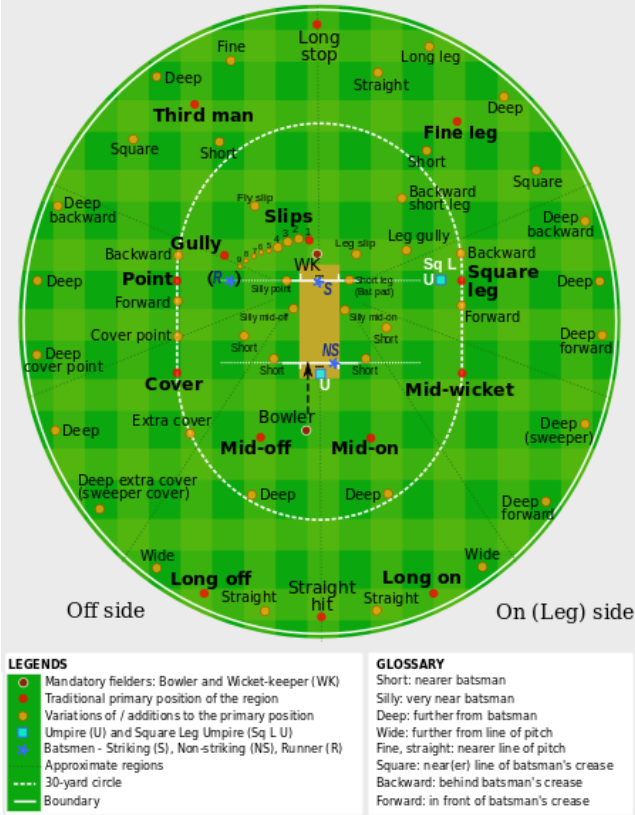 Long
stop
Fine
Long leg
Deep
Straight
Deep
Third man
Fine leg
Square
Short
Short
Square
Backward
short leg
Fly slip
Deep
backward
Slips
Deep
backward
Gully
9 8 7 6 5 4 3 2 1
Leg slip
Leg gully
Backward
Backward
WK
Sq L
U
Deep
Point
(R )
Silly point
S
Short leg
(Bat pad)
Square
leg
Deep
Forward
Forward
Silly mid-off
Silly mid-on
Cover point
Short
Short
Deep
forward
NS
Deep
cover point
Short
Short
Cover
U
Mid-wicket
Bowler
Extra cover
Deep
Deep
(sweeper)
Mid-off
Mid-on
Deep extra cover
(sweeper cover)
Deep
Deep
Deep
forward
Wide
Wide
Long off
Straight
hit
Long on
Straight
Straight
Off side
On (Leg) side
LEGENDS
Mandatory fielders: Bowler and Wicket-keeper (WK)
Traditional primary position of the region
Variations of / additions to the primary position
Umpire (U) and Square Leg Umpire (Sq L U)
Batsmen - Striking (S), Non-striking (NS), Runner (R)
Approximate regions
30-yard circle
Boundary
GLOSSARY
Short: nearer batsman
Silly: very near batsman
Deep: further from batsman
Wide: further from line of pitch
Fine, straight: nearer line of pitch
Square: near(er) line of batsman's crease
Backward: behind batsman's crease
Forward: in front of batsman's crease